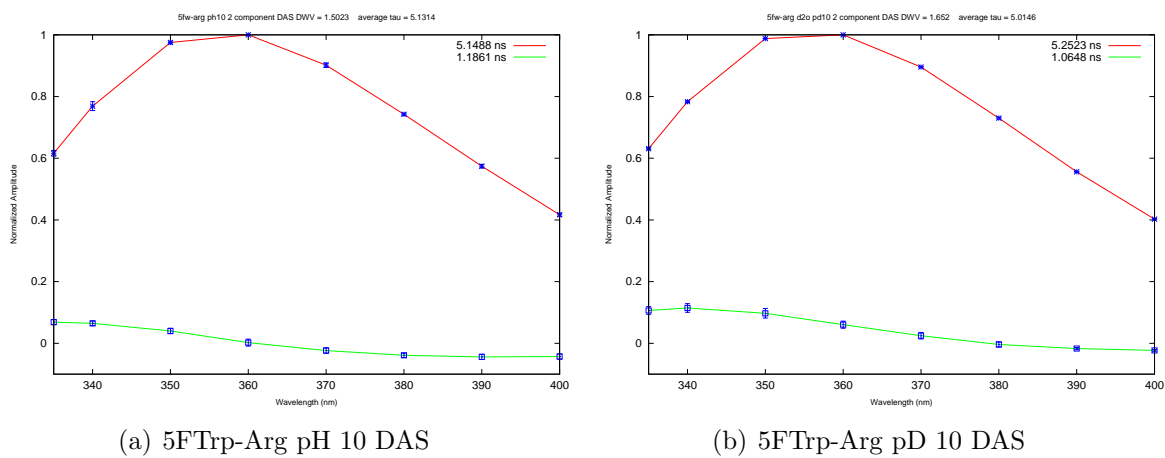 5fw-arg ph10 2 component DAS DWV = 1.5023 average tau = 5.1314
5.1488 ns
1.1861 ns
Normalized Amplitude
1
0.8
0.6
0.4
0.2
0
340 350 360 370 380 390 400
Wavelength (nm)
(a) 5FTrp-Arg pH 10 DAS
5fw-arg d2o pd10 2 component DAS DWV = 1.652 average tau = 5.0146
5.2523 ns
1.0648 ns
Normalized Amplitude
1
0.8
0.6
0.4
0.2
0
340 350 360 370 380 390 400
Wavelength (nm)
(b) 5FTrp-Arg pD 10 DAS